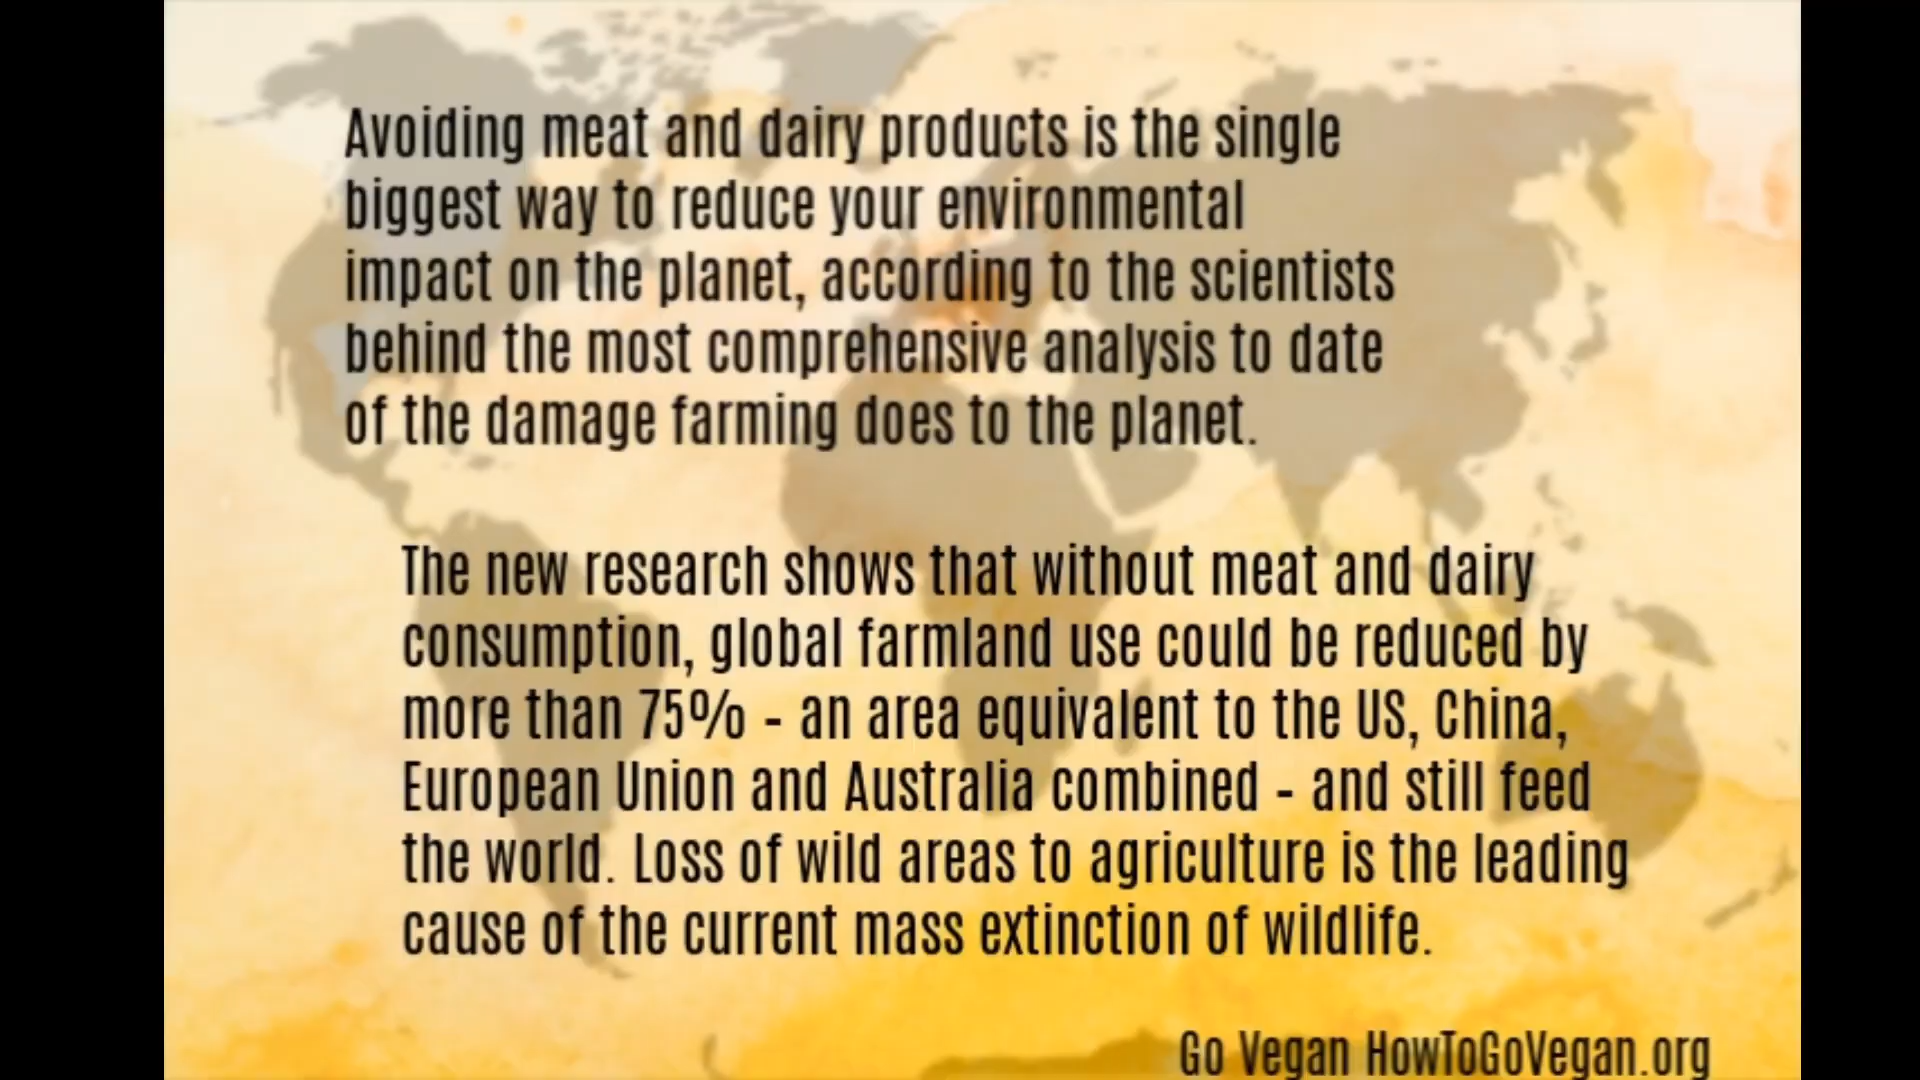 Avoiding meat and dairy products is the single
biggest way to reduce your environmental
impact on the planet, according to the scientists
behind the most comprehensive analysis to date
of the damage farming does to the planet.
The new research shows that without meat and dairy
consumption, global farmland use could be reduced by
more than 75% - an area equivalent to the US, China,
European Union and Australia combined - and still feed
the world. Loss of wild areas to agriculture is the leading
cause of the current mass extinction of wildlife.
Go Vegan HowToGoVegan.org